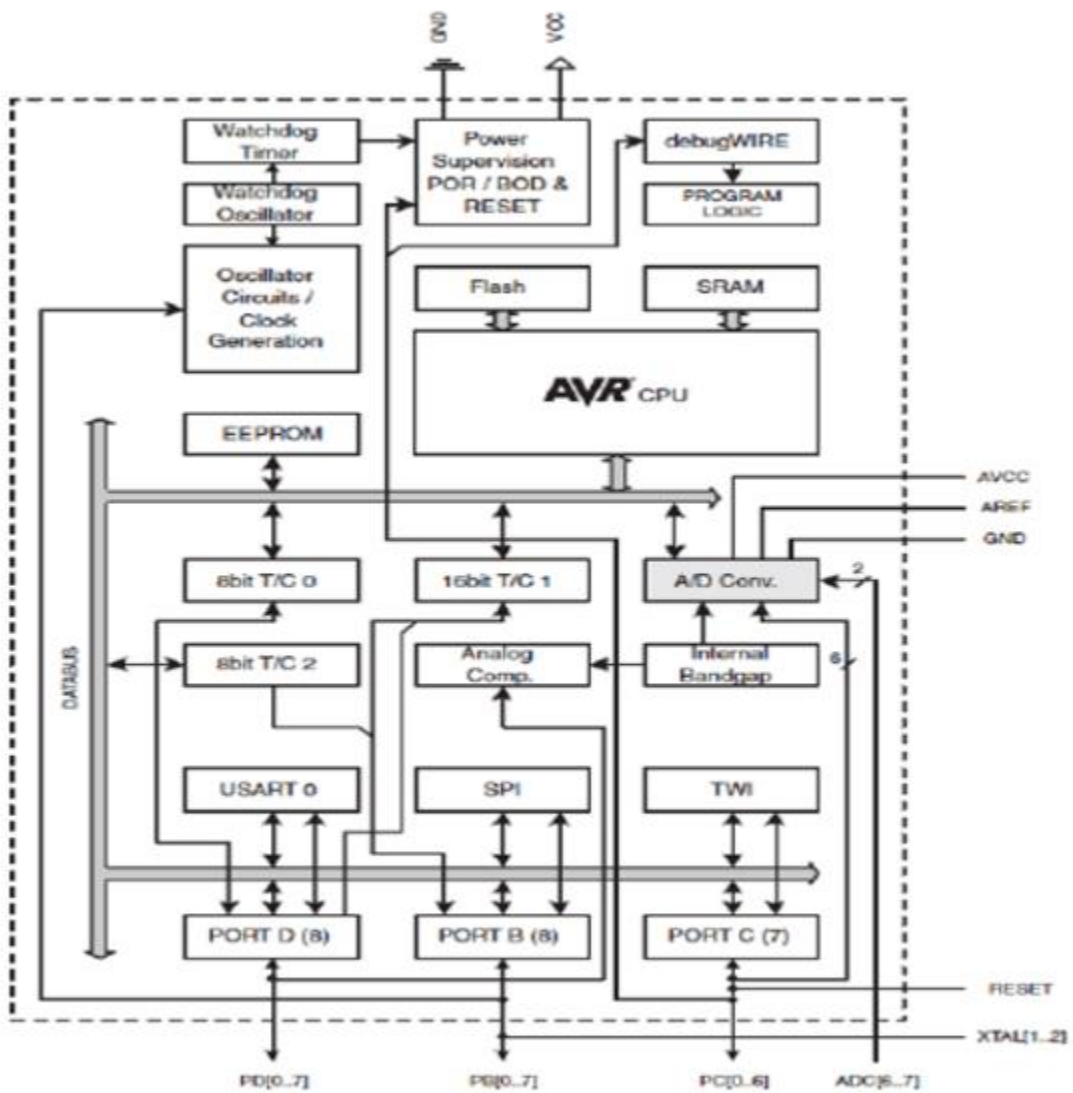 GND
VCC
Watchdog
Timer
Power
Supervision
POR / BOD &
RESET
debugWIRE
Watchdog
Oscillator
PROGRAM
LOGIC
Oscillator
Circuits /
Clock
Generation
Flash
SRAM
AVR CPU
EEPROM
AVCC
AREF
GND
8bit T/C 0
16bit T/C 1
A/D Conv.
2
8bit T/C 2
Analog
Comp.
Internal
Bandgap
6
DATABUS
USART 0
SPI
TWI
PORT D (8)
PORT B (8)
PORT C (7)
RESET
XTAL[1..2]
PD[0..7]
PB[0..7]
PC[0..6]
ADC[6..7]